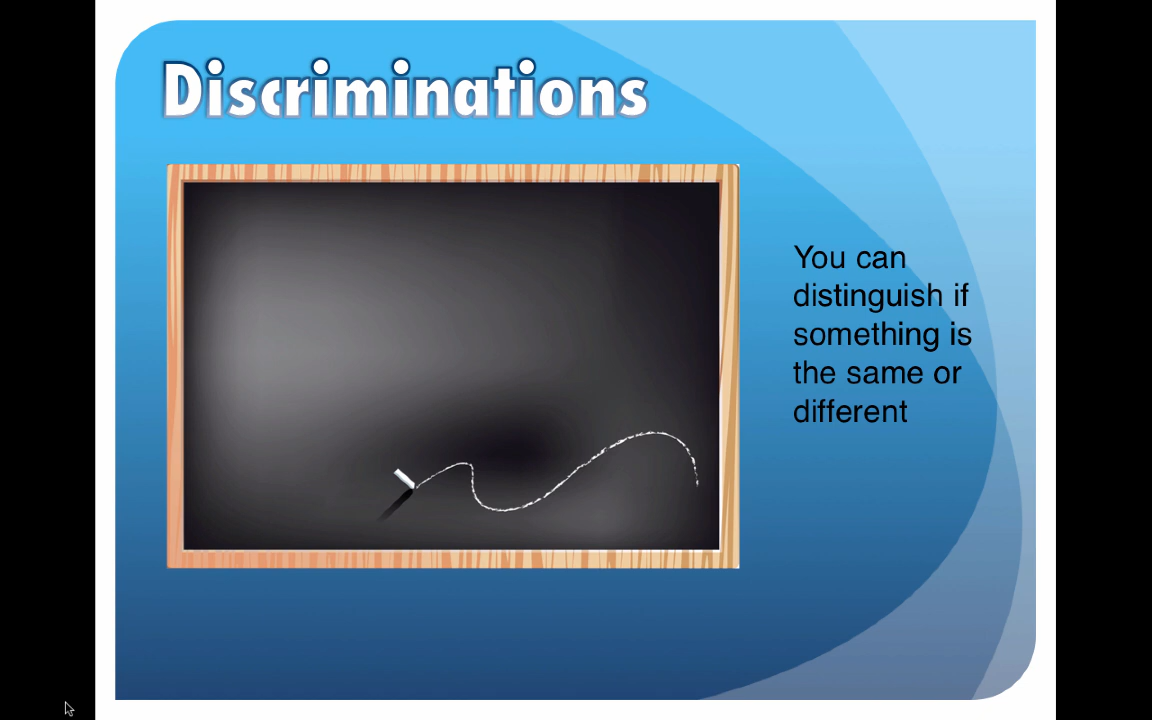 Discriminations
You can
distinguish if
something is
the same or
different